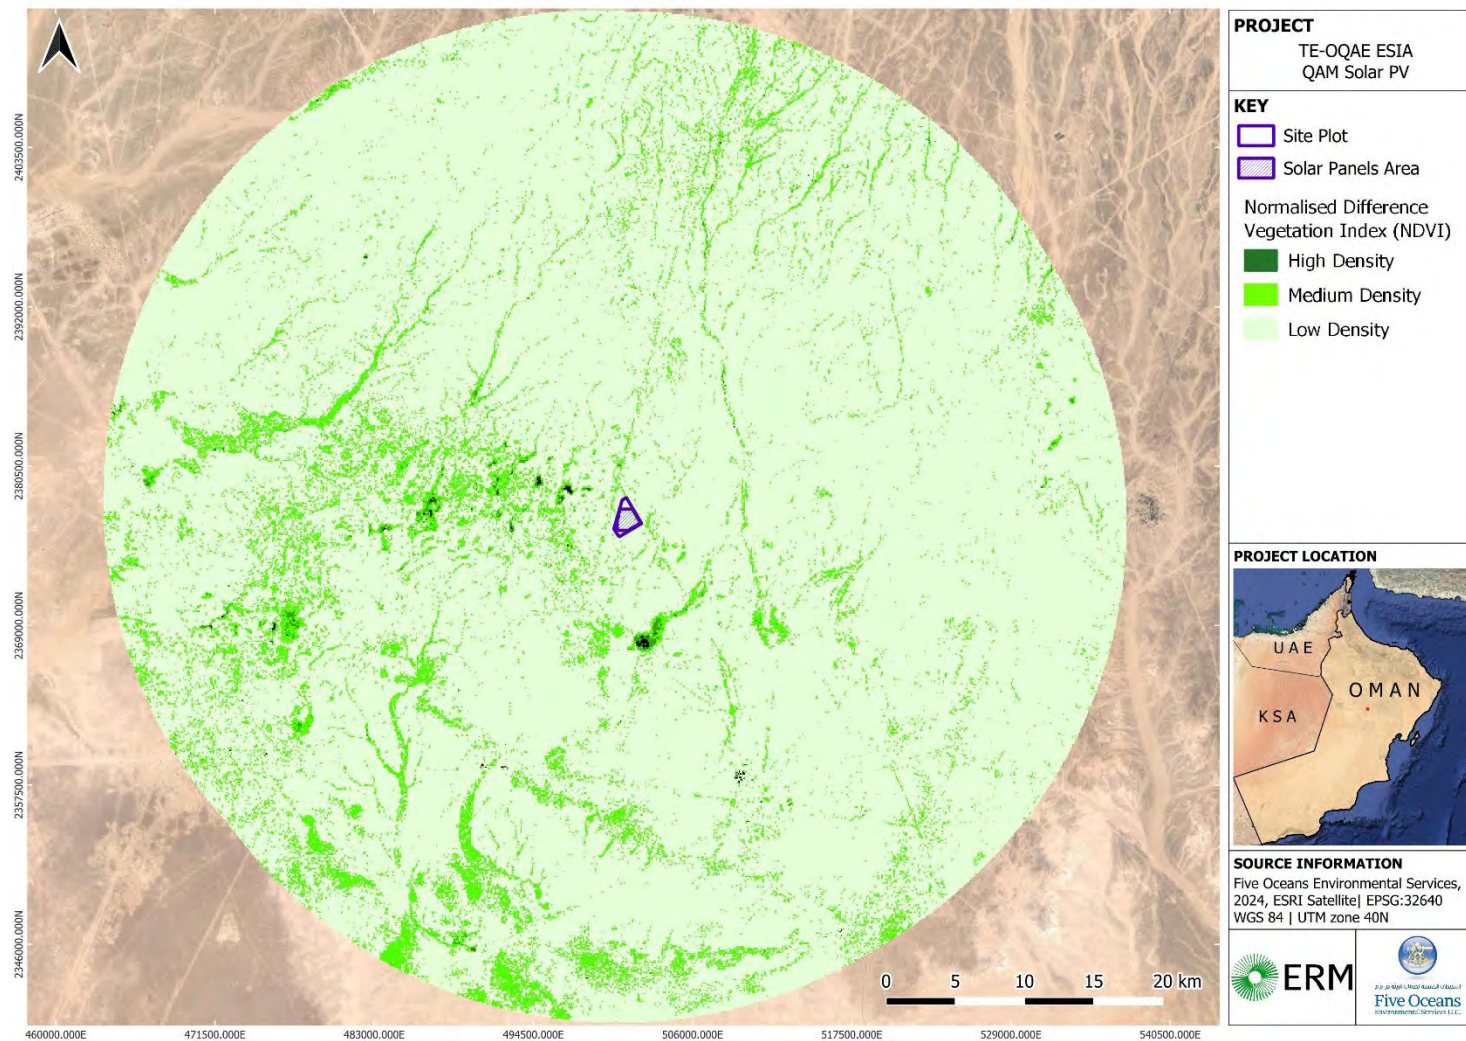 PROJECT
TE-OQAE ESIA
QAM Solar PV
KEY
Site Plot
Solar Panels Area
Normalised Difference
Vegetation Index (NDVI)
High Density
Medium Density
Low Density
PROJECT LOCATION
UAE
OMAN
KSA
SOURCE INFORMATION
Five Oceans Environmental Services,
2024, ESRI Satellite| EPSG:32640
WGS 84 | UTM zone 40N
ERM
Five Oceans
Environmental Services LLC.
2403500.000N
2392000.000N
2380500.000N
2369000.000N
2357500.000N
2346000.000N
0 5 10 15 20 km
460000.000E 471500.000E 483000.000E 494500.000E 506000.000E 517500.000E 529000.000E 540500.000E